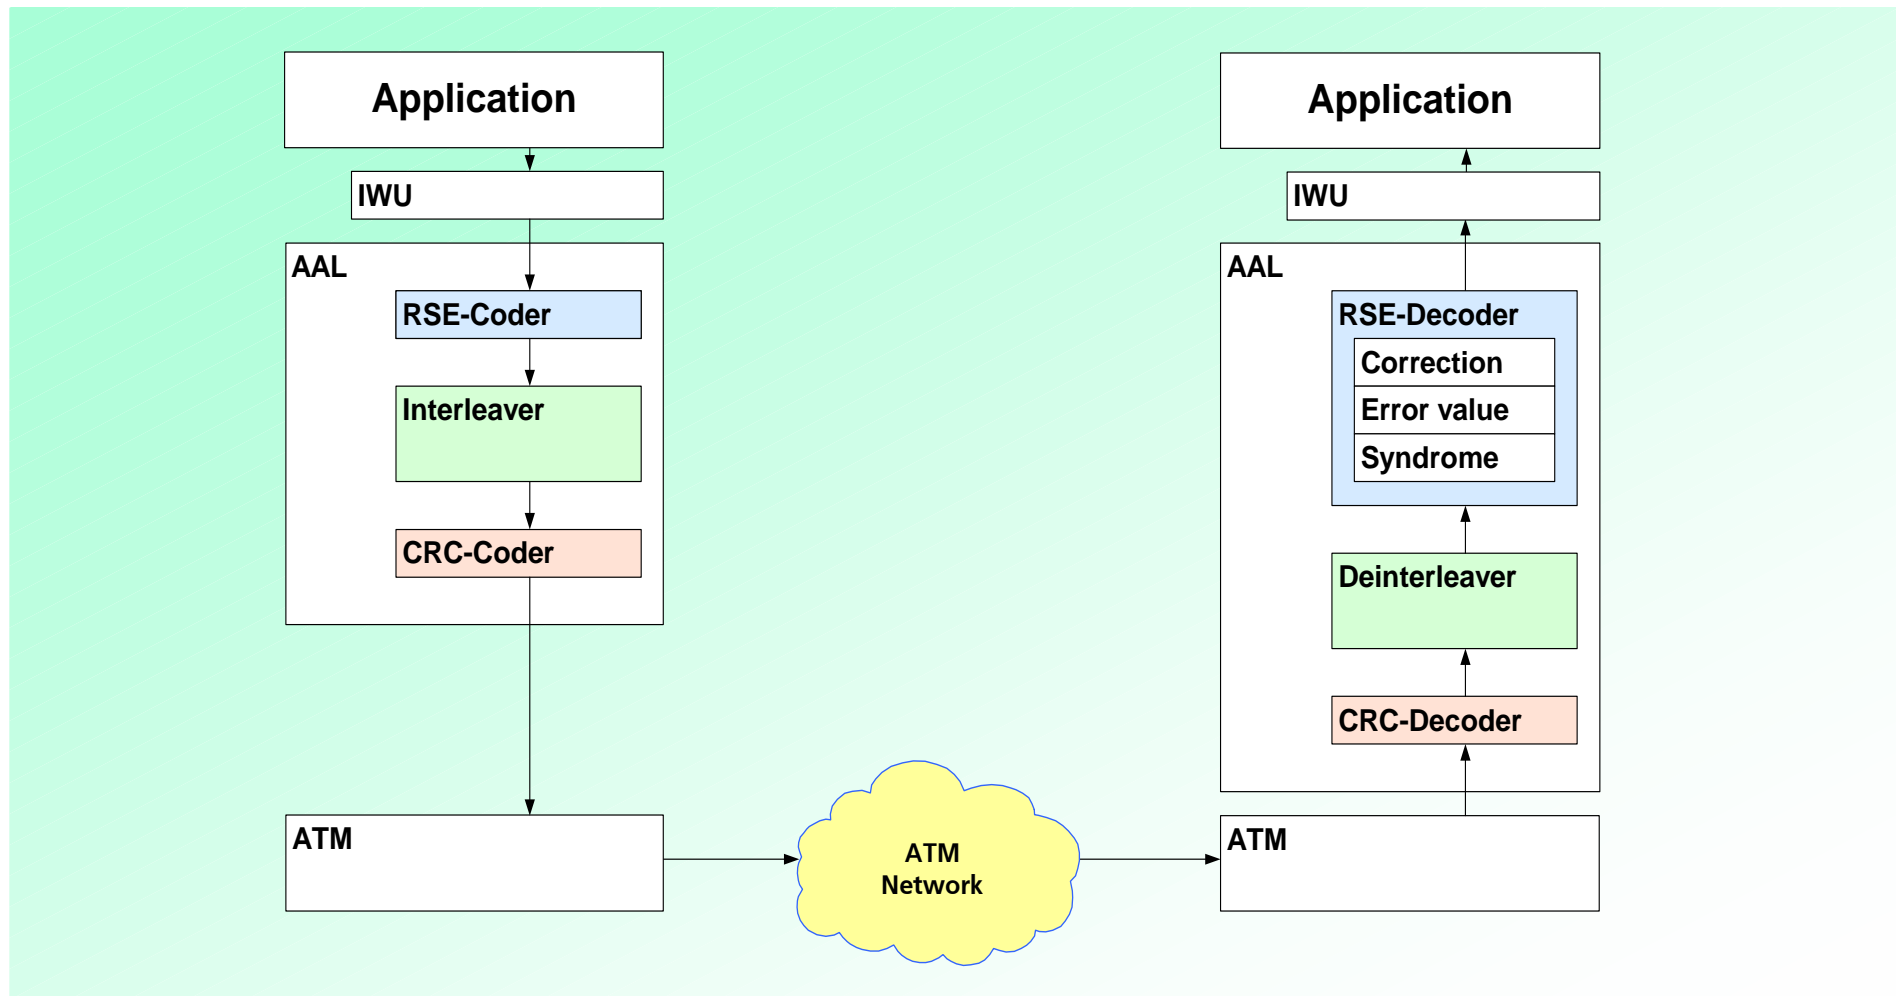 Application
IWU
AAL
RSE-Coder
Interleaver
CRC-Coder
ATM
ATM
Network
Application
IWU
AAL
RSE-Decoder
Correction
Error value
Syndrome
Deinterleaver
CRC-Decoder
ATM